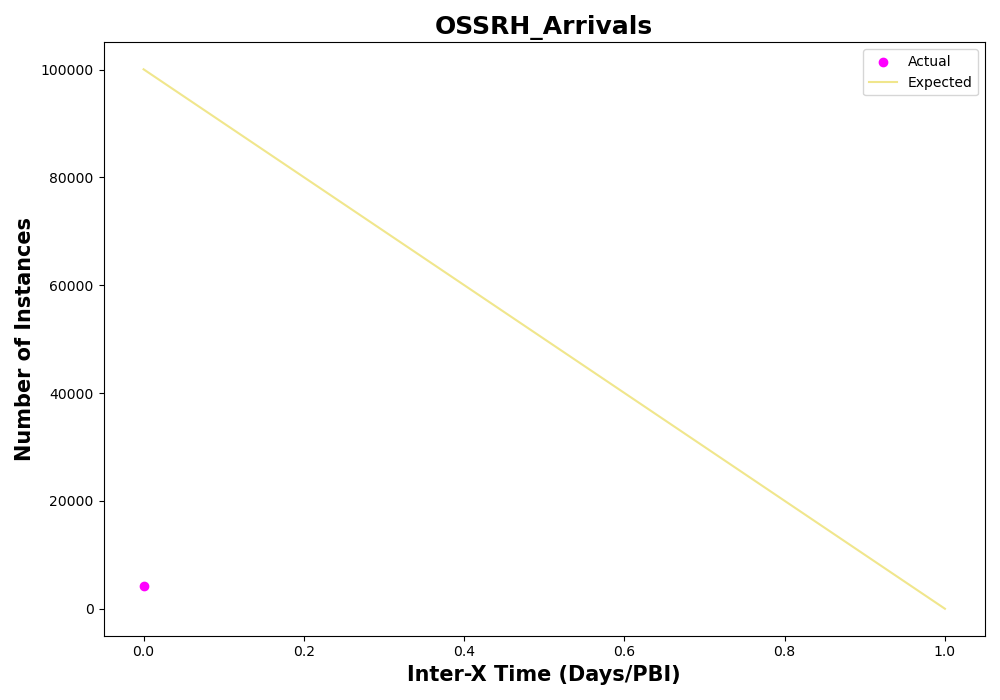 OSSRH_Arrivals
Actual
Expected
Number of Instances
100000
80000
60000
40000
20000
0
0.0 0.2 0.4 0.6 0.8 1.0
Inter-X Time (Days/PBI)